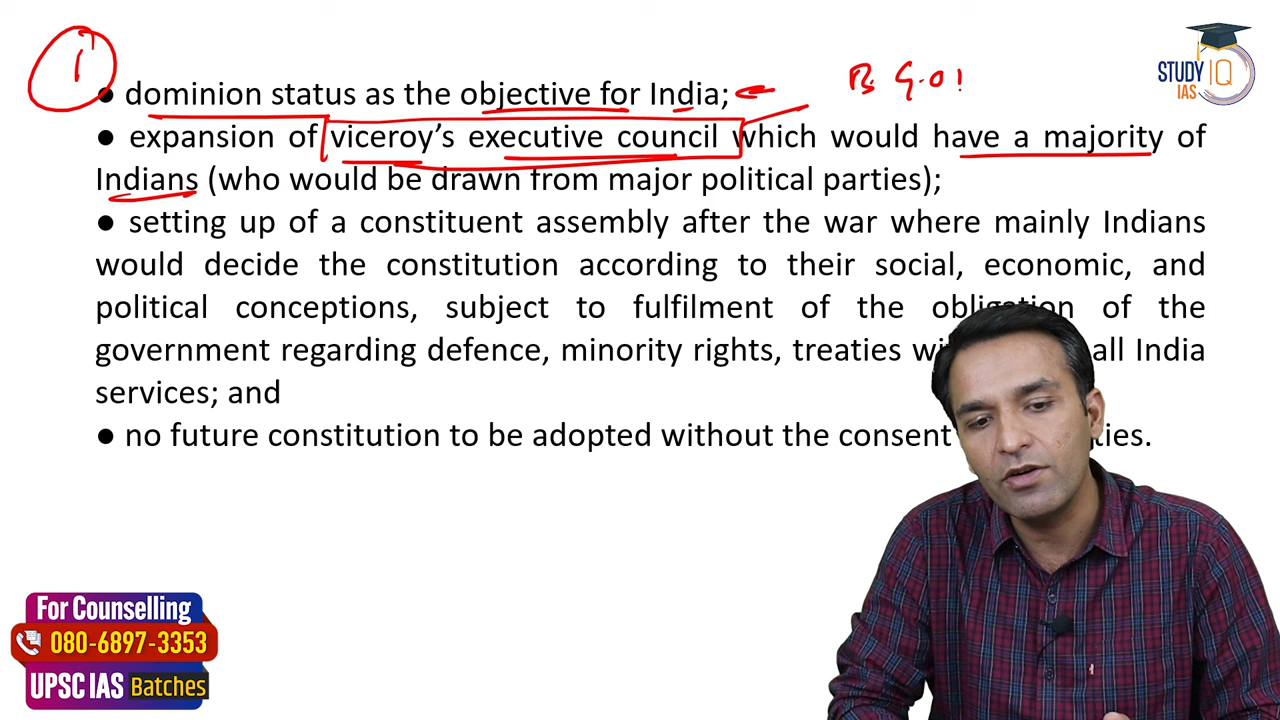 STUDY IQ
IAS
● dominion status as the objective for India;
● expansion of viceroy's executive council which would have a majority of
Indians (who would be drawn from major political parties);
● setting up of a constituent assembly after the war where mainly Indians
would decide the constitution according to their social, economic, and
political conceptions, subject to fulfilment of the obligation of the
government regarding defence, minority rights, treaties all India
services; and
● no future constitution to be adopted without the consent
For Counselling
080-6897-3353
UPSC IAS Batches